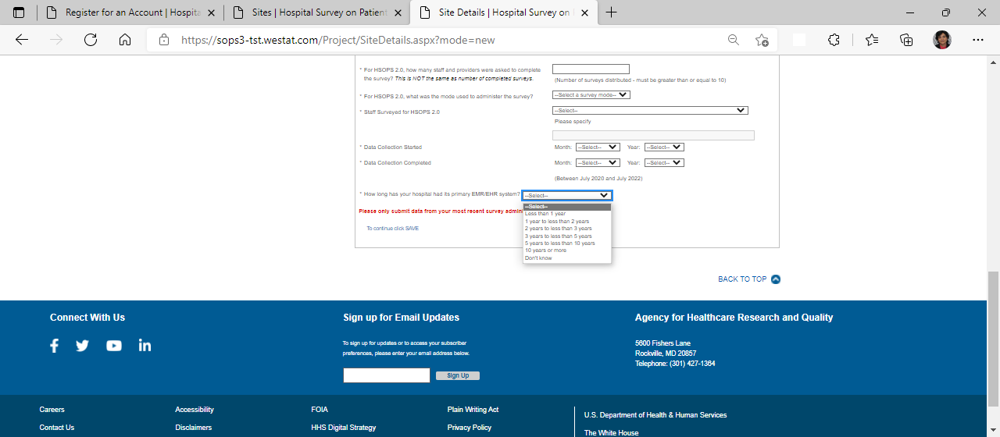 Register for an Account | Hospita
Sites | Hospital Survey on Patient
Site Details | Hospital Survey on
https://sops3-tst.westat.com/Project/SiteDetails.aspx?mode=new
* For HSOPS 2.0, how many staff and providers were asked to complete
the survey? This is NOT the same as number of completed surveys.
(Number of surveys distributed - must be greater than or equal to 10)
* For HSOPS 2.0, what was the mode used to administer the survey?
--Select a survey mode--
* Staff Surveyed for HSOPS 2.0
--Select--
Please specify
* Data Collection Started
Month: --Select-- Year: --Select--
* Data Collection Completed
Month: --Select-- Year: --Select--
(Between July 2020 and July 2022)
* How long has your hospital had its primary EMR/EHR system? --Select--
--Select--
Less than 1 year
1 year to less than 2 years
2 years to less than 3 years
3 years to less than 5 years
5 years to less than 10 years
10 years or more
Don't know
Please only submit data from your most recent survey admini
To continue click SAVE
BACK TO TOP
Connect With Us
Sign up for Email Updates
To sign up for updates or to access your subscriber
preferences, please enter your email address below.
Sign Up
Agency for Healthcare Research and Quality
5600 Fishers Lane
Rockville, MD 20857
Telephone: (301) 427-1364
Careers
Contact Us
Accessibility
Disclaimers
FOIA
HHS Digital Strategy
Plain Writing Act
Privacy Policy
U.S. Department of Health & Human Services
The White House